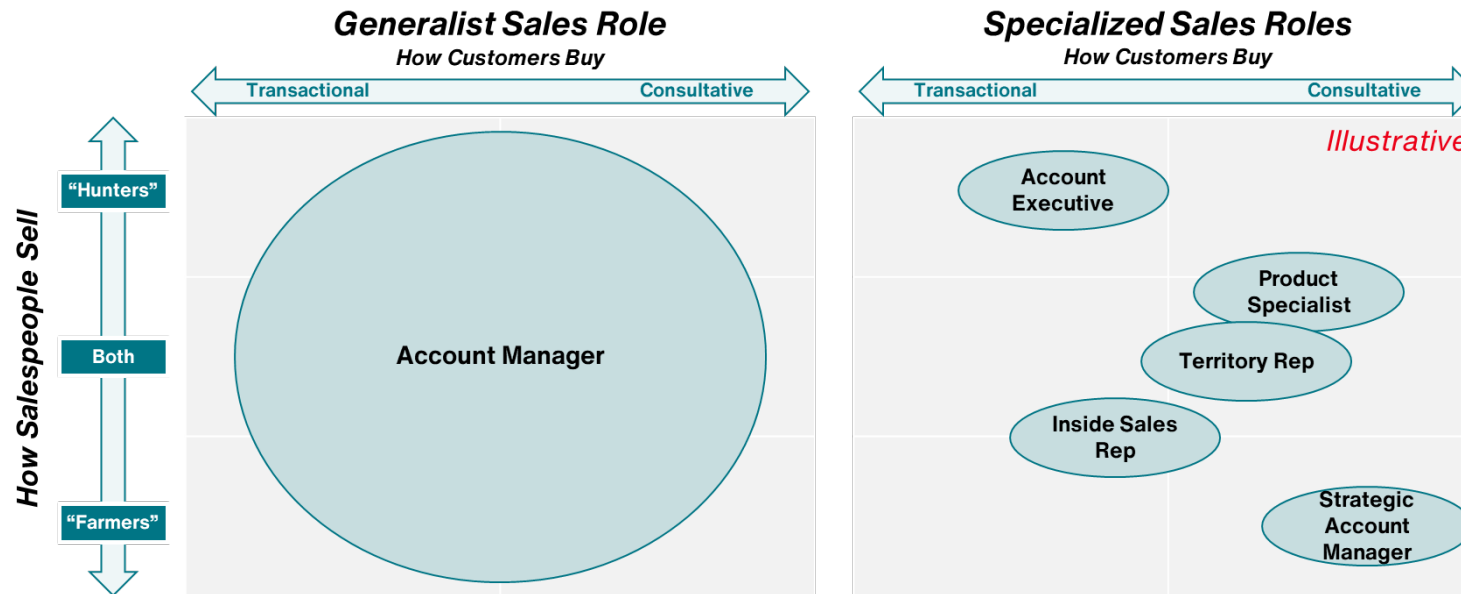 Generalist Sales Role
How Customers Buy
Transactional
Consultative
Specialized Sales Roles
How Customers Buy
Transactional
Consultative
How Salespeople Sell
“Hunters”
Both
“Farmers”
Account Manager
Illustrative
Account
Executive
Product
Specialist
Territory Rep
Inside Sales
Rep
Strategic
Account
Manager